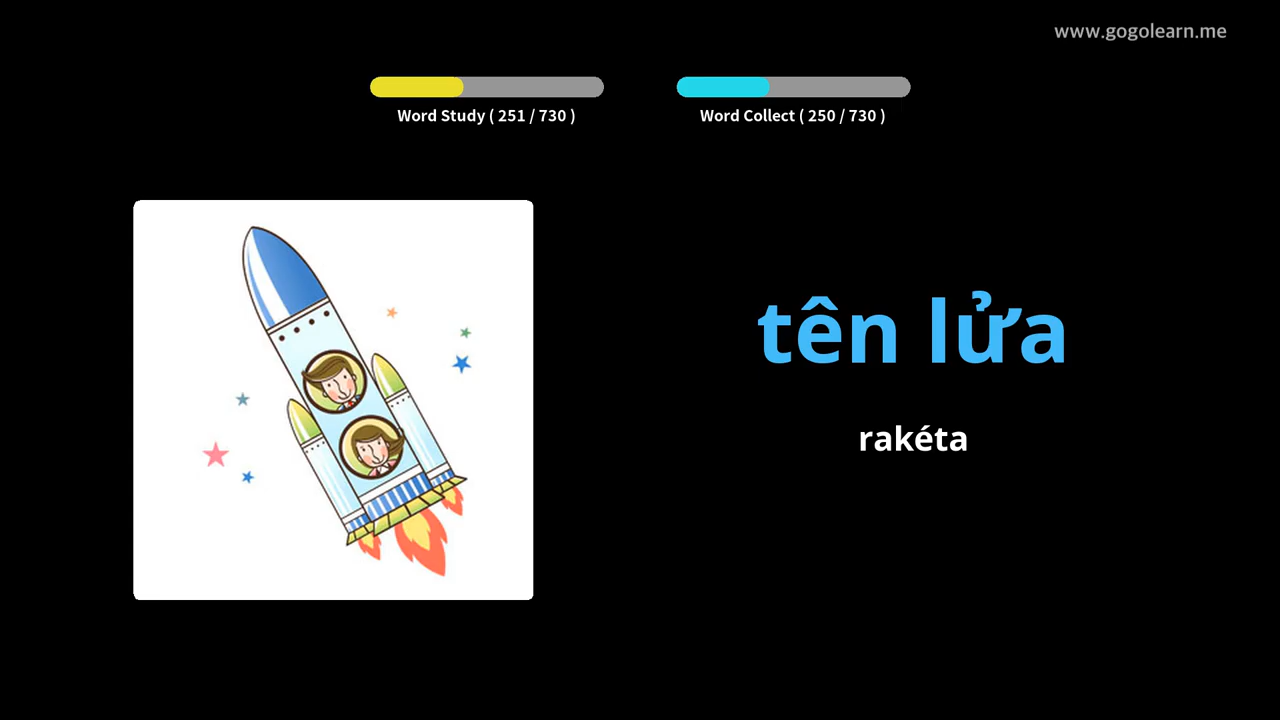 www.gogolearn.me
Word Study ( 251 / 730 )
Word Collect ( 250 / 730 )
tên lửa
rakéta